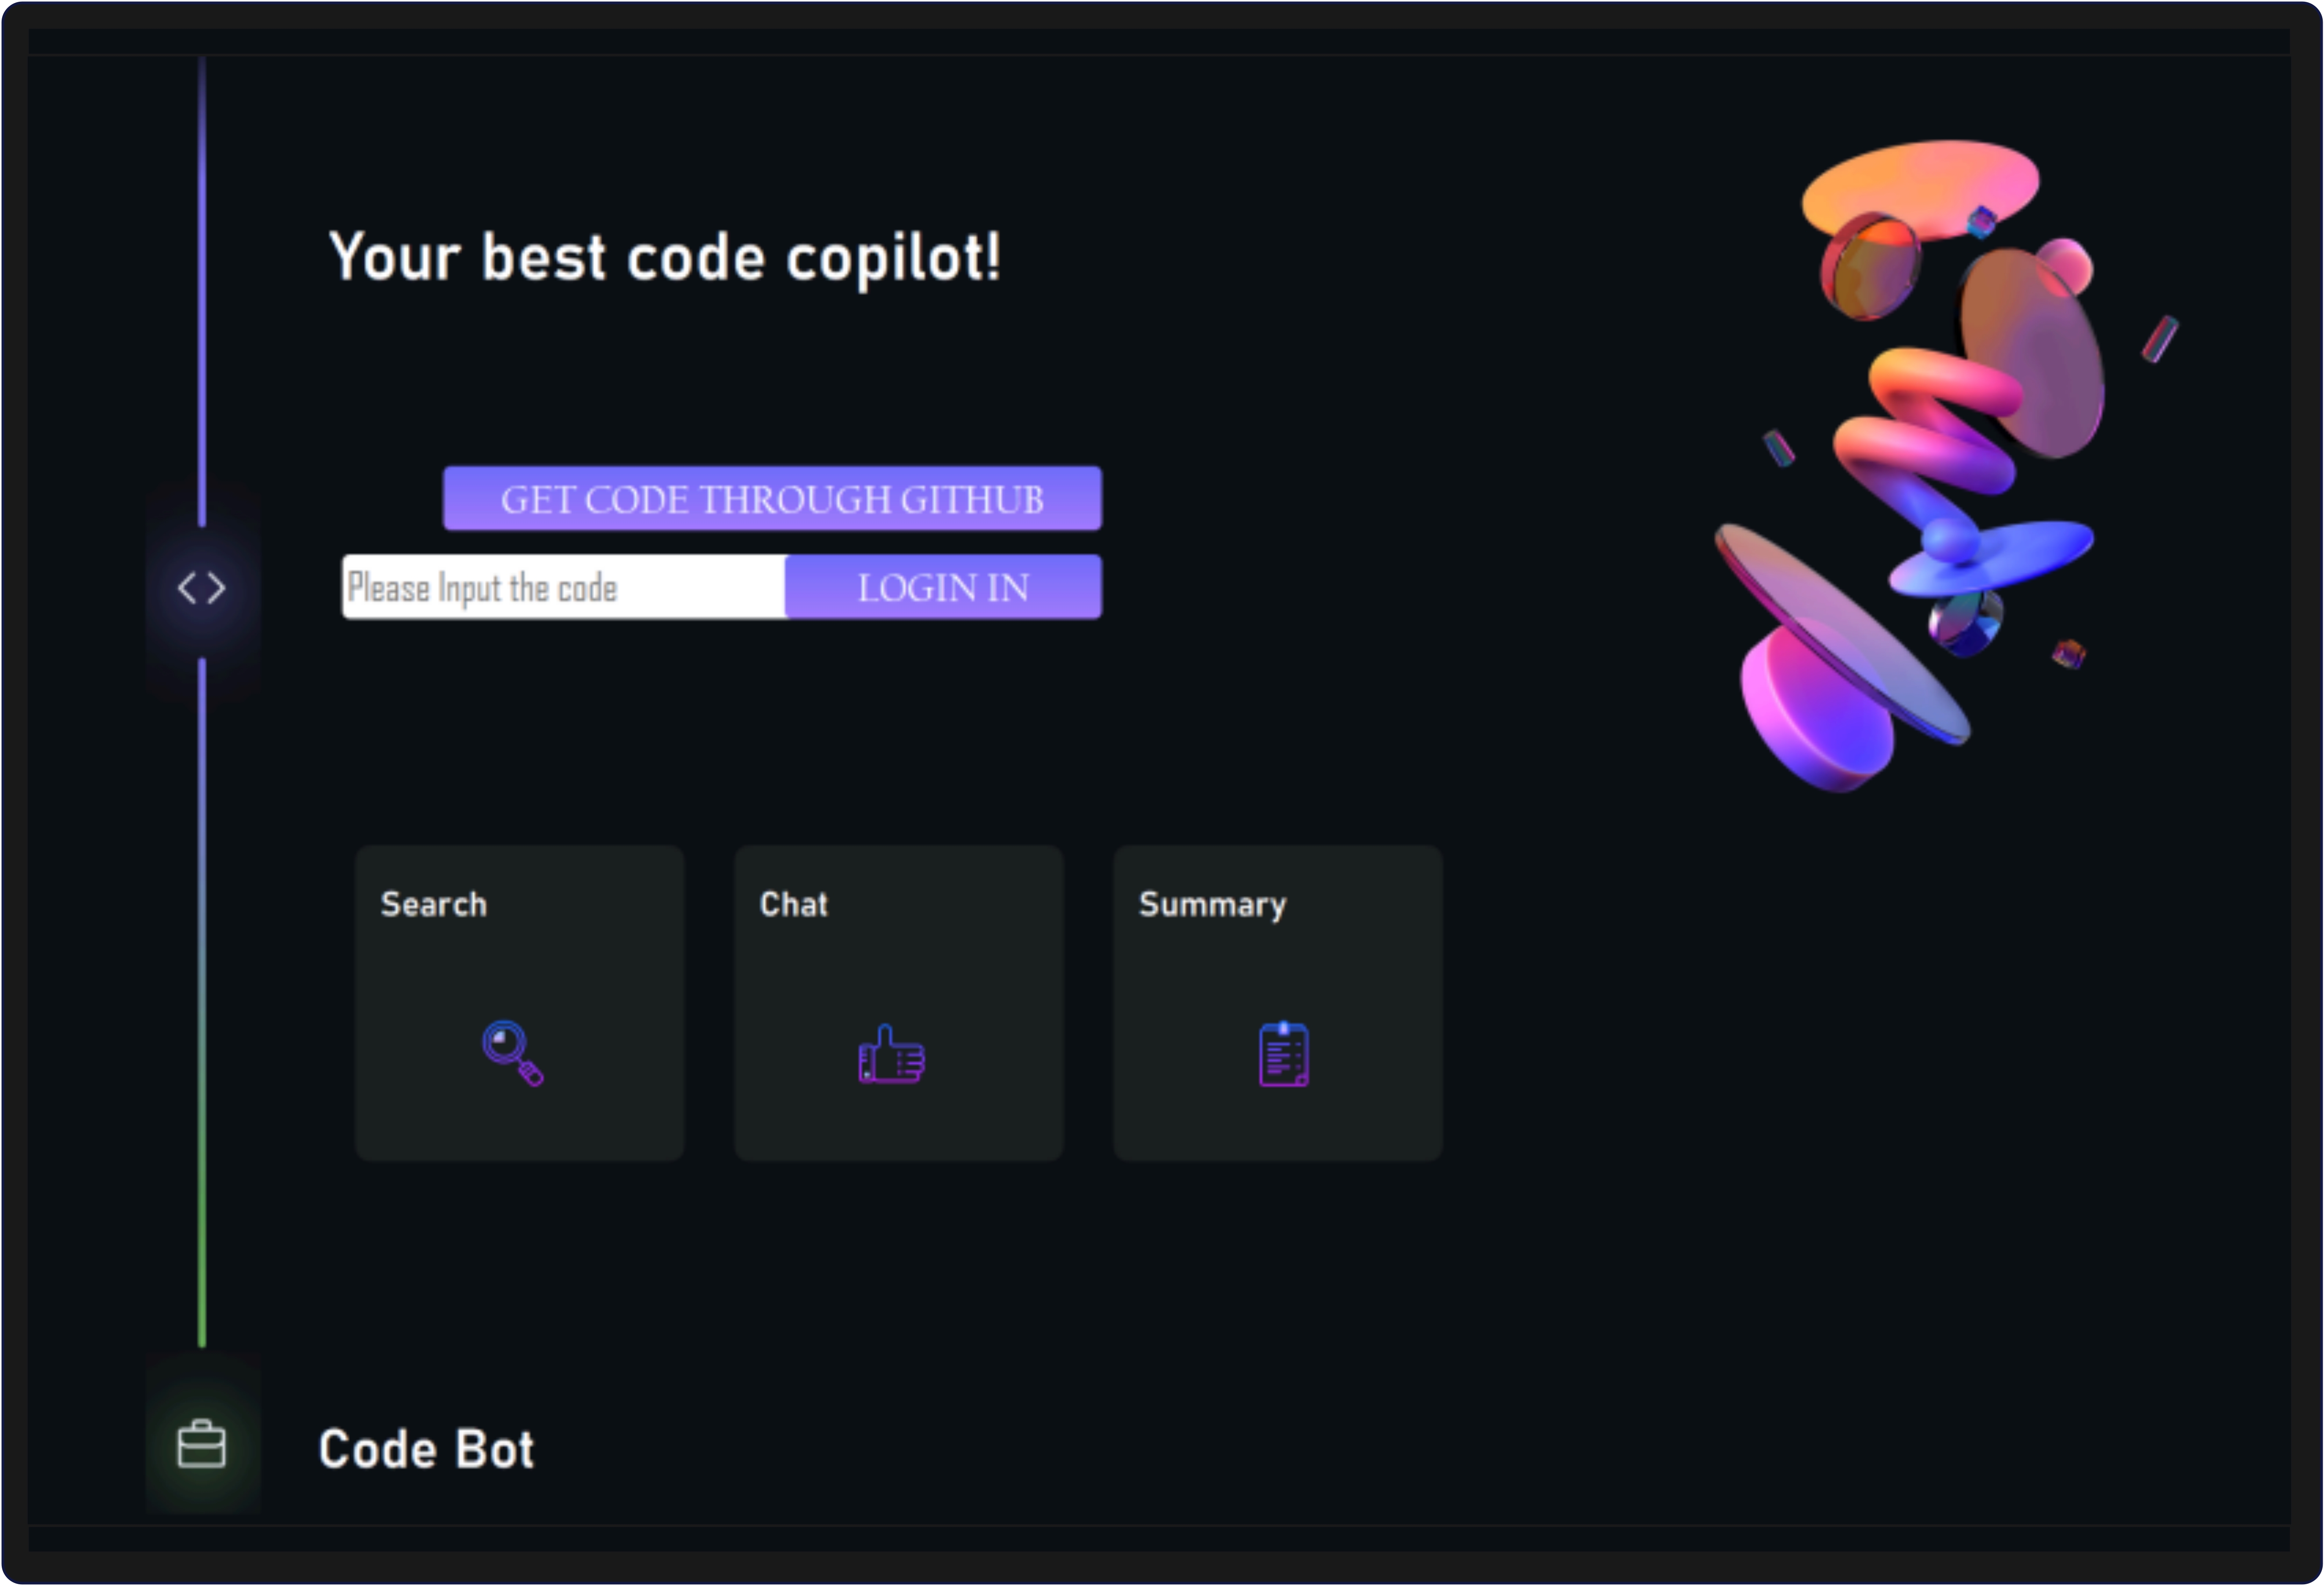 Your best code copilot!
GET CODE THROUGH GITHUB
Please Input the code
LOGIN IN
Search
Chat
Summary
Code Bot